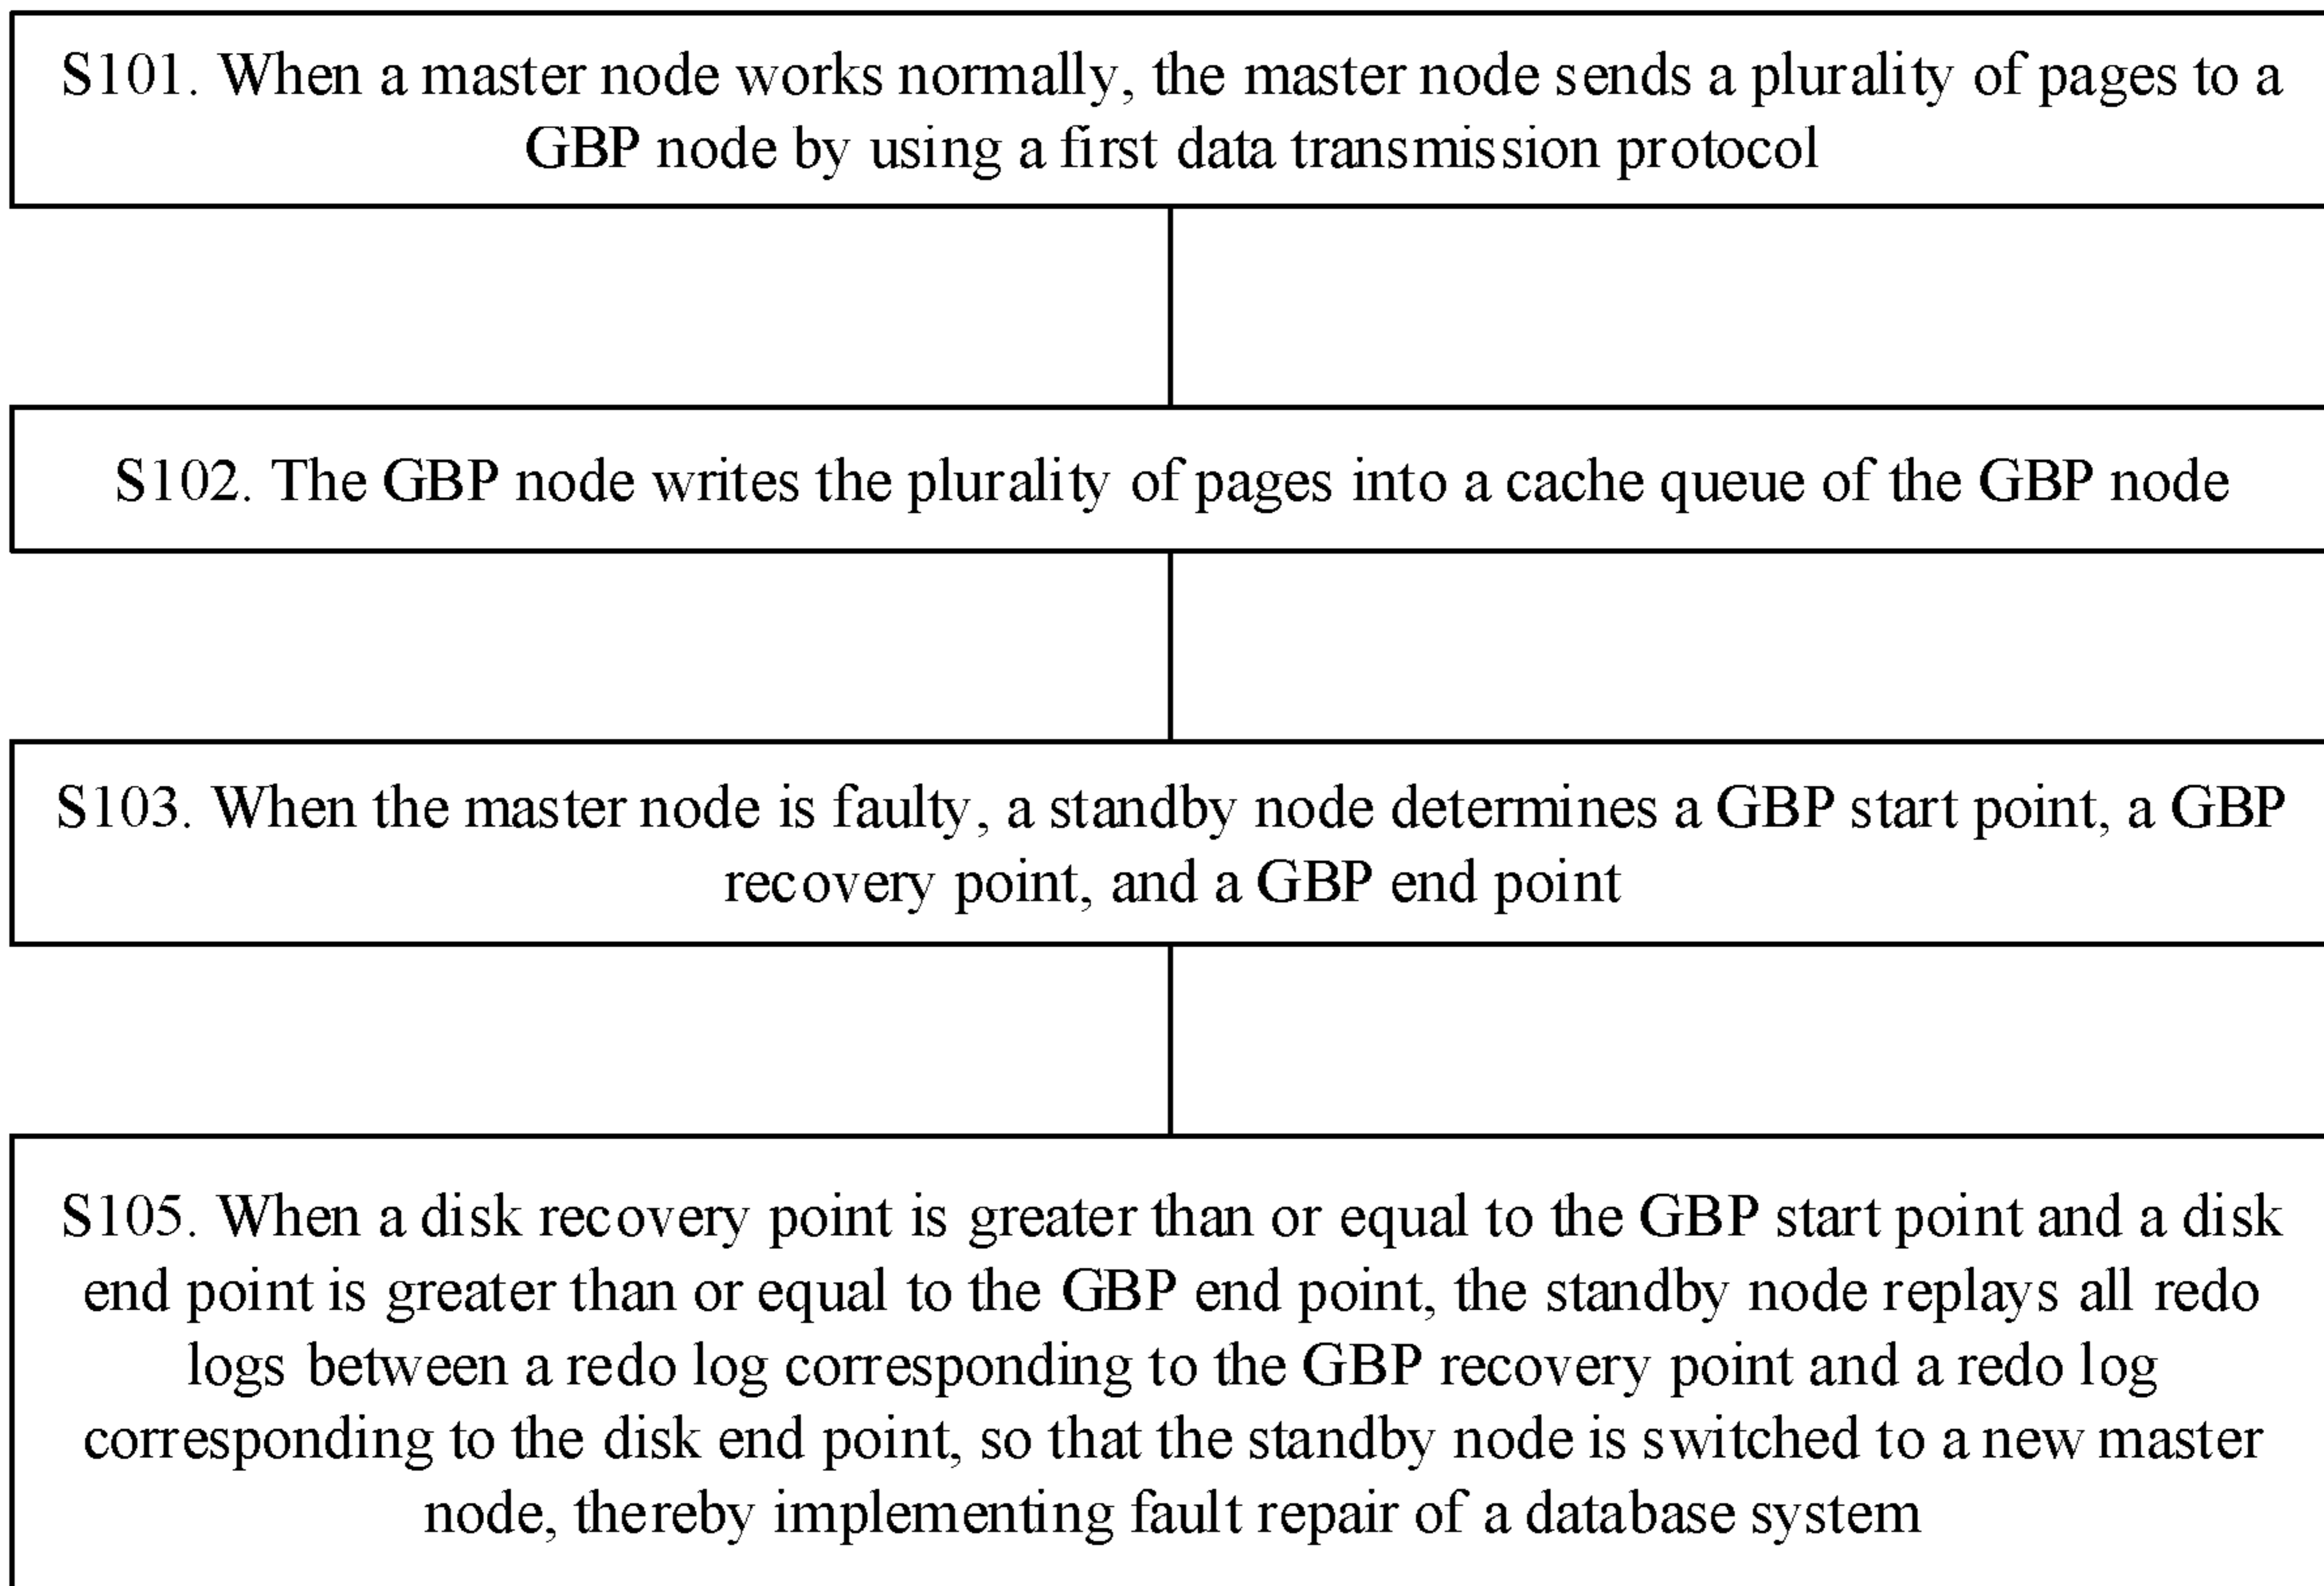 S101. When a master node works normally, the master node sends a plurality of pages to a
GBP node by using a first data transmission protocol
S102. The GBP node writes the plurality of pages into a cache queue of the GBP node
S103. When the master node is faulty, a standby node determines a GBP start point, a GBP
recovery point, and a GBP end point
S105. When a disk recovery point is greater than or equal to the GBP start point and a disk
end point is greater than or equal to the GBP end point, the standby node replays all redo
logs between a redo log corresponding to the GBP recovery point and a redo log
corresponding to the disk end point, so that the standby node is switched to a new master
node, thereby implementing fault repair of a database system